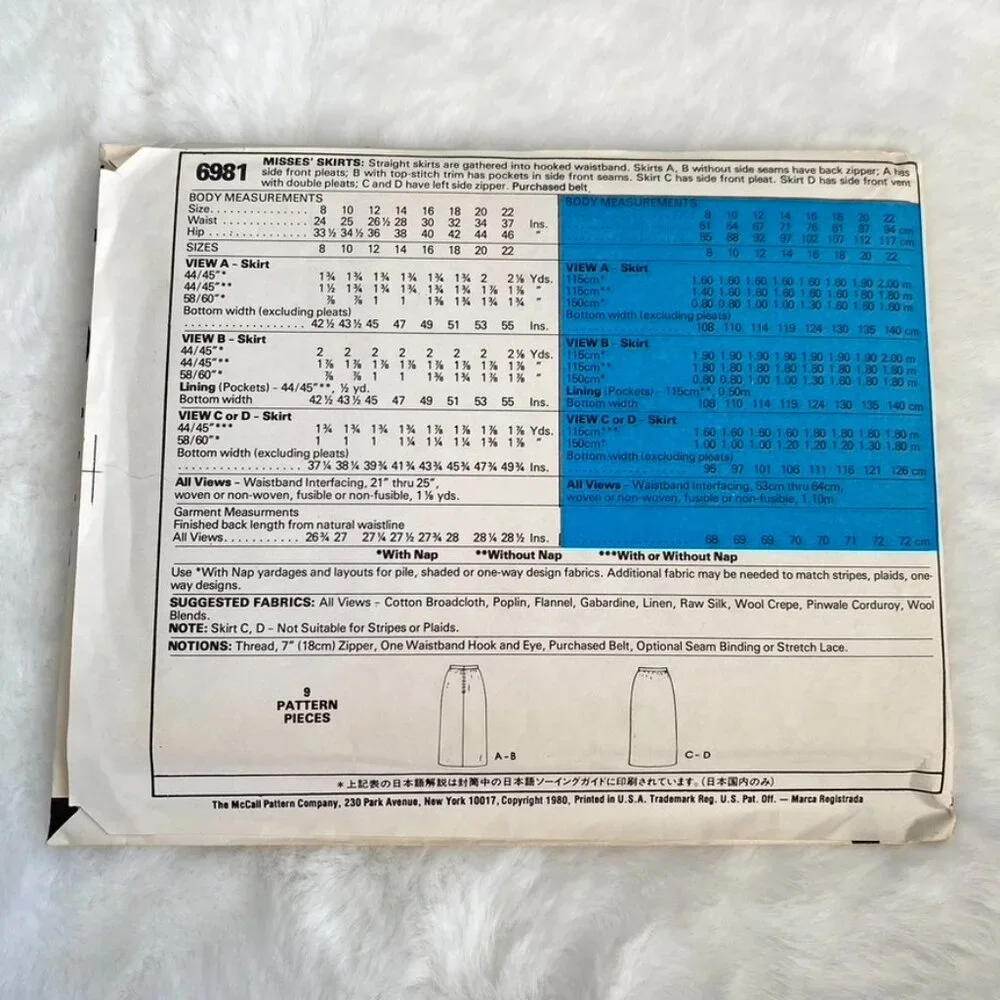 6981 MISSES' SKIRTS: Straight skirts are gathered into hooked waistband. Skirts A, B without side seams have back zipper; A has
side front pleats; B with top-stitch trim has pockets in side front seams. Skirt C has side front pleat. Skirt D has side front vent
with double pleats; C and D have left side zipper. Purchased belt.
BODY MEASUREMENTS
Size 8 10 12 14 16 18 20 22
Waist 24 25 26½ 28 30 32 34 37 Ins.
Hip 33½ 34½ 36 38 40 42 44 46 "
SIZES 8 10 12 14 16 18 20 22
VIEW A - Skirt
44/45"* 1¾ 1¾ 1¾ 1¾ 1¾ 1¾ 2 2⅛ Yds.
44/45"** 1½ 1¾ 1¾ 1¾ 1¾ 1¾ 1⅞ 1⅞ "
58/60"* ⅞ ⅞ 1 1 1⅜ 1¾ 1¾ 1¾ "
Bottom width (excluding pleats)
42½ 43½ 45 47 49 51 53 55 Ins.
VIEW B - Skirt
44/45"* 2 2 2 2 2 2 2 2⅛ Yds.
44/45"** 1⅞ 1⅞ 1⅞ 1⅞ 1⅞ 1⅞ 1⅞ 1⅞ "
58/60"* ⅞ ⅞ 1 1 1⅜ 1¾ 1⅞ 1⅞ "
Lining (Pockets) - 44/45"**, ½ yd.
Bottom width 42½ 43½ 45 47 49 51 53 55 Ins.
VIEW C or D - Skirt
44/45"*** 1¾ 1¾ 1¾ 1¾ 1⅞ 1⅞ 1⅞ 1⅞ Yds.
58/60"* 1 1 1 1¼ 1¼ 1¼ 1⅜ 1⅞ "
Bottom width (excluding pleats)
37¼ 38¼ 39¾ 41¾ 43¾ 45¾ 47¾ 49¾ Ins.
All Views - Waistband Interfacing, 21" thru 25",
woven or non-woven, fusible or non-fusible, 1⅛ yds.
Garment Measurments
Finished back length from natural waistline
All Views 26¾ 27 27¼ 27½ 27¾ 28 28¼ 28½ Ins.
BODY MEASUREMENTS
8 10 12 14 16 18 20 22
61 64 67 71 76 81 87 94 cm
85 88 92 97 102 107 112 117 cm
8 10 12 14 16 18 20 22
VIEW A - Skirt
115cm* 1.60 1.60 1.60 1.60 1.60 1.80 1.90 2.00 m
115cm** 1.40 1.60 1.60 1.60 1.60 1.60 1.80 1.80 m
150cm* 0.80 0.80 1.00 1.00 1.30 1.60 1.60 1.60 m
Bottom width (excluding pleats)
108 110 114 119 124 130 135 140 cm
VIEW B - Skirt
115cm* 1.90 1.90 1.90 1.90 1.90 1.90 1.90 2.00 m
115cm** 1.80 1.80 1.80 1.80 1.80 1.80 1.80 1.80 m
150cm* 0.80 0.80 1.00 1.00 1.30 1.60 1.80 1.80 m
Lining (Pockets) - 115cm**, 0.50m
Bottom width 108 110 114 119 124 130 135 140 cm
VIEW C or D - Skirt
115cm*** 1.60 1.60 1.60 1.60 1.80 1.80 1.80 1.80 m
150cm* 1.00 1.00 1.00 1.20 1.20 1.20 1.30 1.80 m
Bottom width (excluding pleats)
95 97 101 106 111 116 121 126 cm
All Views - Waistband Interfacing, 53cm thru 64cm,
woven or non-woven, fusible or non-fusible, 1.10m
68 69 69 70 70 71 72 72 cm
*With Nap **Without Nap ***With or Without Nap
Use *With Nap yardages and layouts for pile, shaded or one-way design fabrics. Additional fabric may be needed to match stripes, plaids, one-
way designs.
SUGGESTED FABRICS: All Views - Cotton Broadcloth, Poplin, Flannel, Gabardine, Linen, Raw Silk, Wool Crepe, Pinwale Corduroy, Wool
Blends.
NOTE: Skirt C, D - Not Suitable for Stripes or Plaids.
NOTIONS: Thread, 7" (18cm) Zipper, One Waistband Hook and Eye, Purchased Belt, Optional Seam Binding or Stretch Lace.
9
PATTERN
PIECES
A-B
C-D
*上記表の日本語解説は封筒中の日本語ソーイングガイドに印刷されています。(日本国内のみ)
The McCall Pattern Company, 230 Park Avenue, New York 10017, Copyright 1980, Printed in U.S.A. Trademark Reg. U.S. Pat. Off. — Marca Registrada